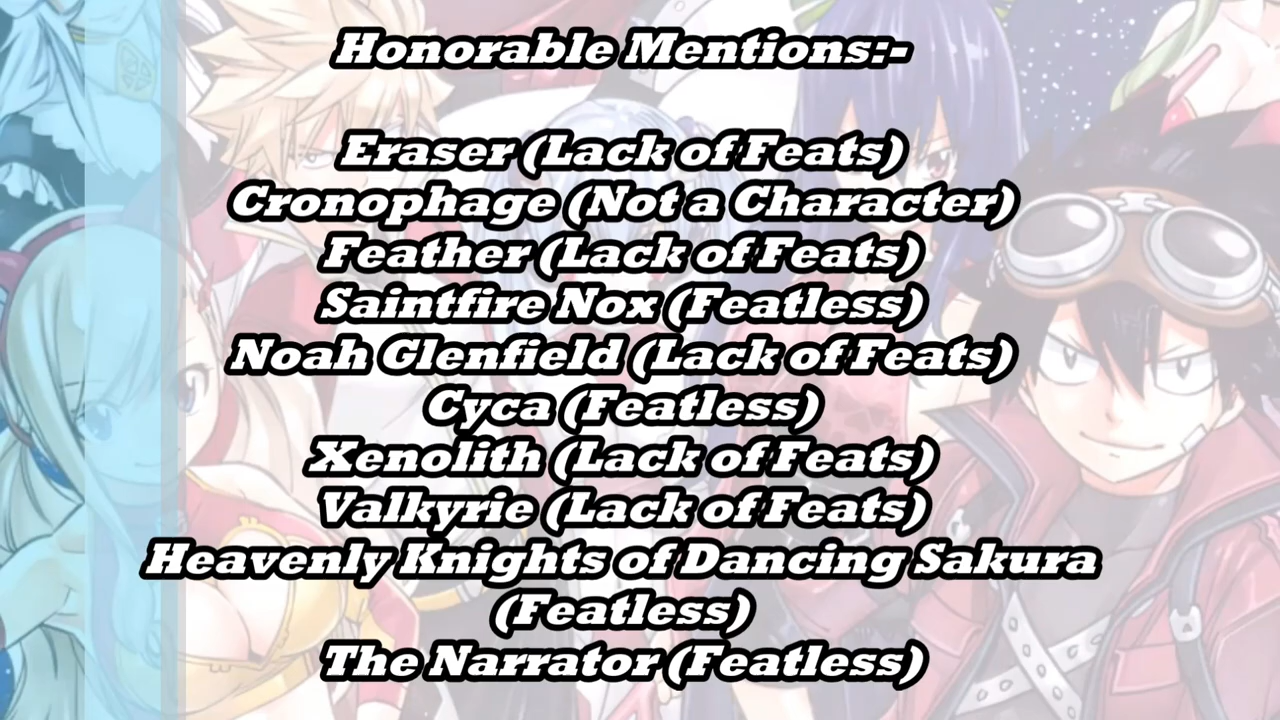 Honorable Mentions:-
Eraser (Lack of Feats)
Cronophage (Not a Character)
Feather (Lack of Feats)
Saintfire Nox (Featless)
Noah Glenfield (Lack of Feats)
Cyca (Featless)
Xenolith (Lack of Feats)
Valkyrie (Lack of Feats)
Heavenly Knights of Dancing Sakura
(Featless)
The Narrator (Featless)